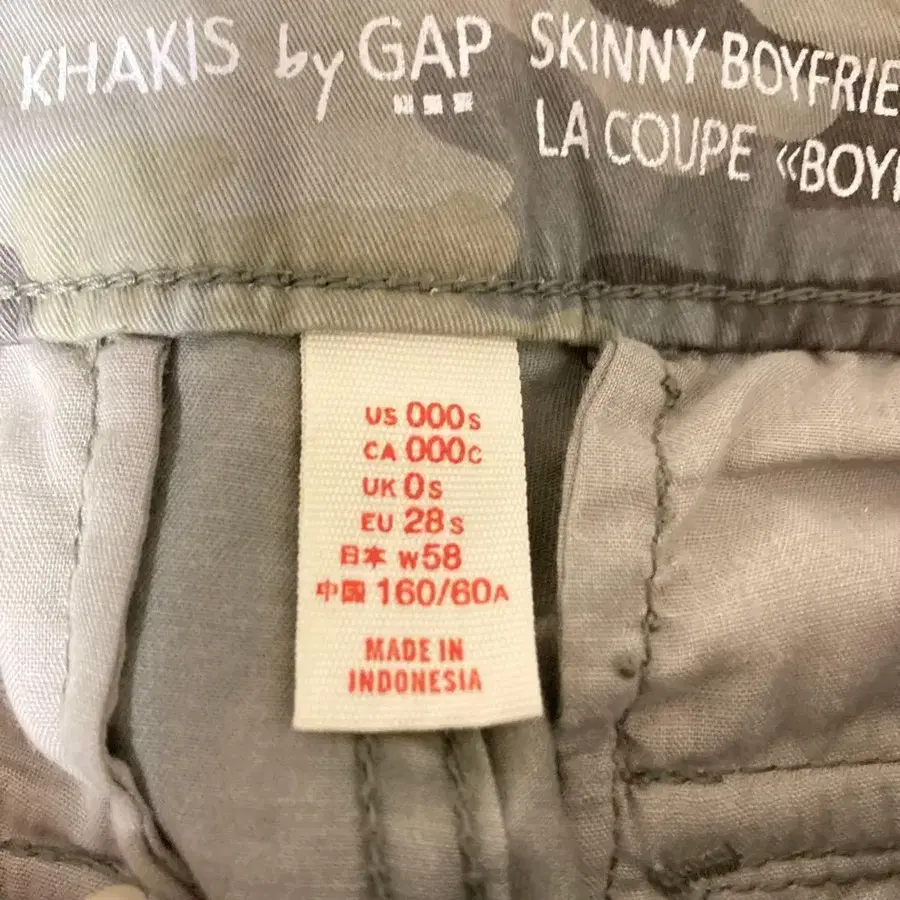 KHAKIS by GAP SKINNY BOYFRIE
LA COUPE «BOY
US 000S
CA 000C
UK 0S
EU 28S
日本 W58
中國 160/60A
MADE IN
INDONESIA